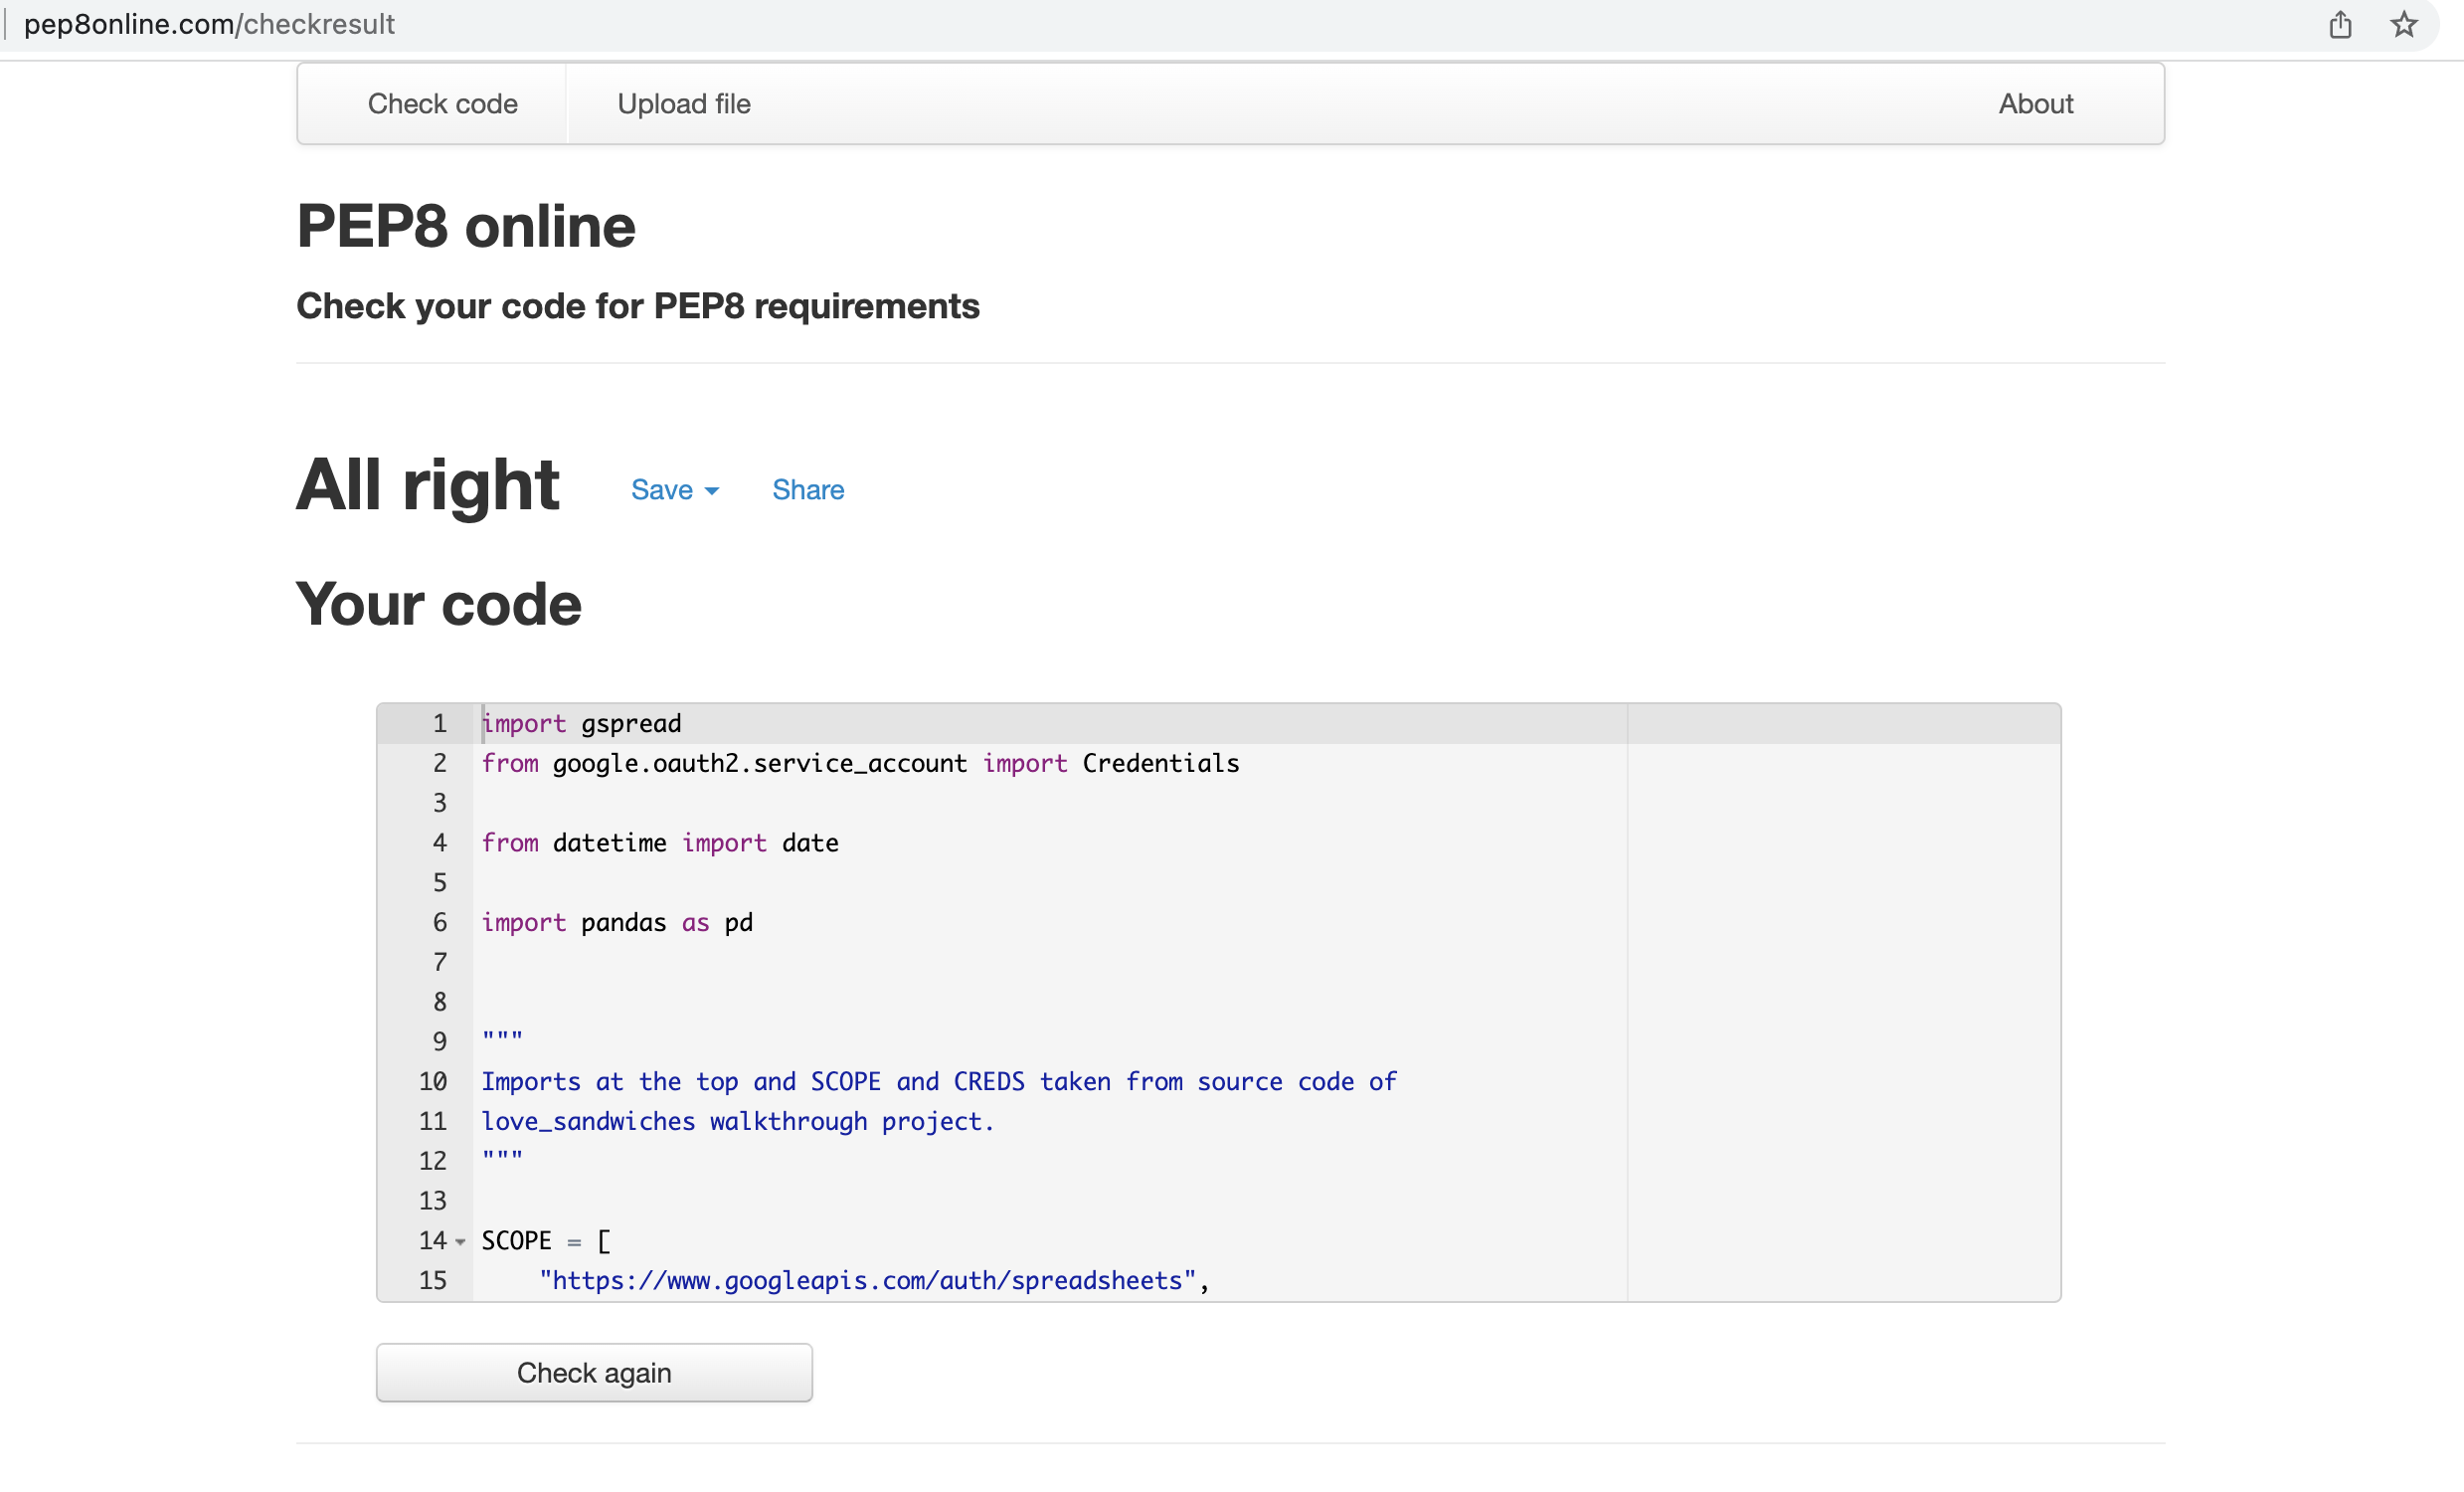 pep8online.com/checkresult
Check code Upload file About
PEP8 online
Check your code for PEP8 requirements
All right Save Share
Your code
1 import gspread
2 from google.oauth2.service_account import Credentials
3
4 from datetime import date
5
6 import pandas as pd
7
8
9 """
10 Imports at the top and SCOPE and CREDS taken from source code of
11 love_sandwiches walkthrough project.
12 """
13
14 SCOPE = [
15     "https://www.googleapis.com/auth/spreadsheets",
Check again